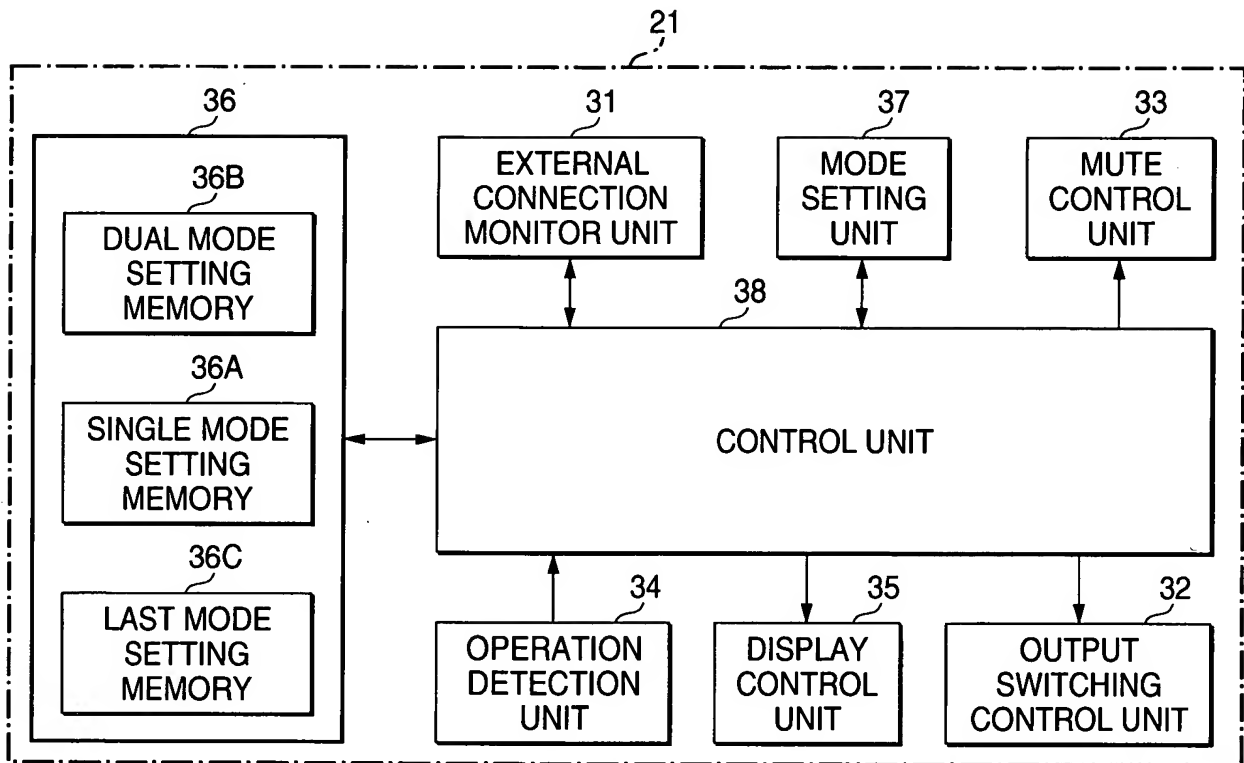 21
36
31
37
33
36B
DUAL MODE
SETTING
MEMORY
EXTERNAL
CONNECTION
MONITOR UNIT
MODE
SETTING
UNIT
MUTE
CONTROL
UNIT
38
36A
SINGLE MODE
SETTING
MEMORY
CONTROL UNIT
36C
LAST MODE
SETTING
MEMORY
34
35
32
OPERATION
DETECTION
UNIT
DISPLAY
CONTROL
UNIT
OUTPUT
SWITCHING
CONTROL UNIT